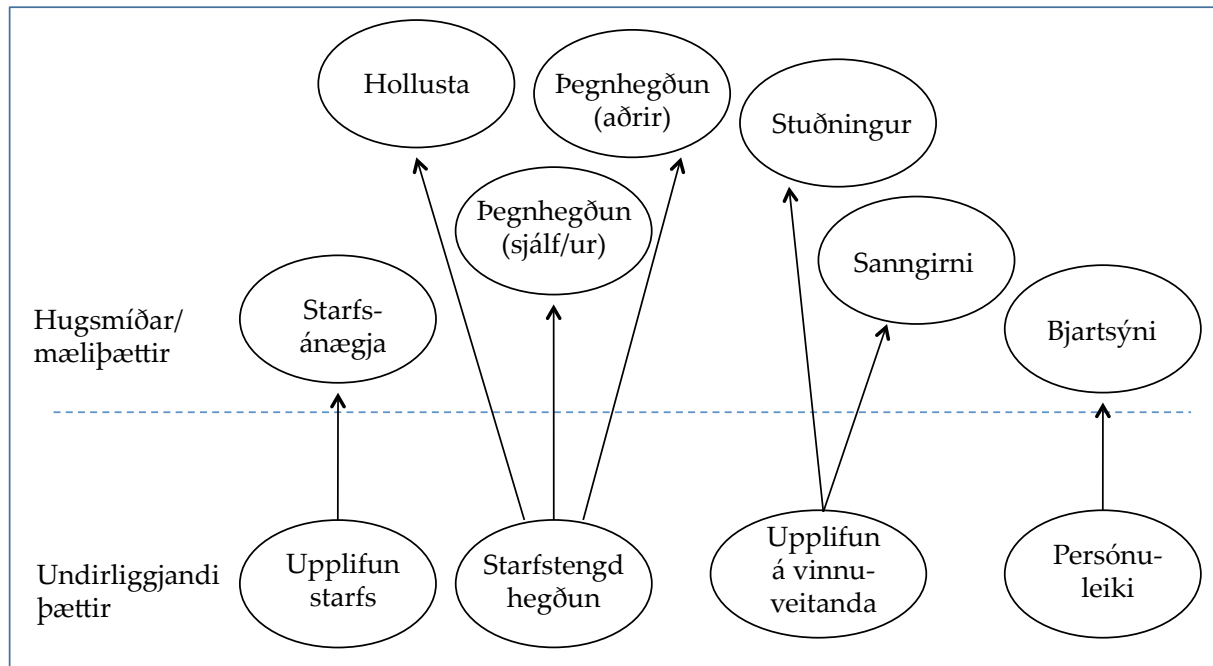 Hollusta
Þegnhegðun
(aðrir)
Stuðningur
Þegnhegðun
(sjálf/ur)
Sanngirni
Hugsmíðar/
mæliþættir
Starfs-
ánægja
Bjartsýni
Undirliggjandi
þættir
Upplifun
starfs
Starfstengd
hegðun
Upplifun
á vinnu-
veitanda
Persónu-
leiki